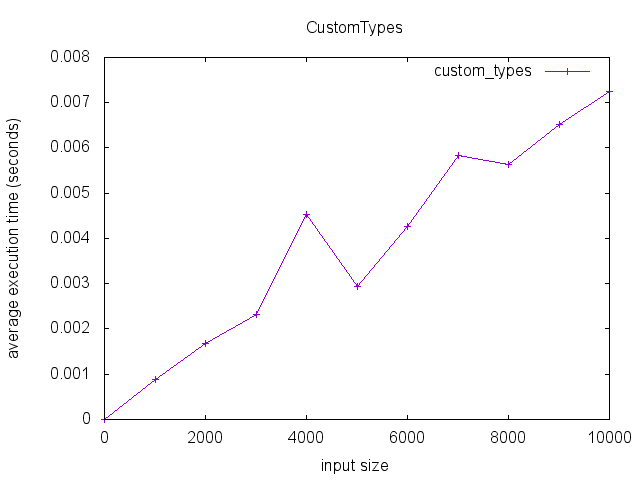 CustomTypes
custom_types
0.008
0.007
0.006
0.005
0.004
0.003
0.002
0.001
0
average execution time (seconds)
0 2000 4000 6000 8000 10000
input size